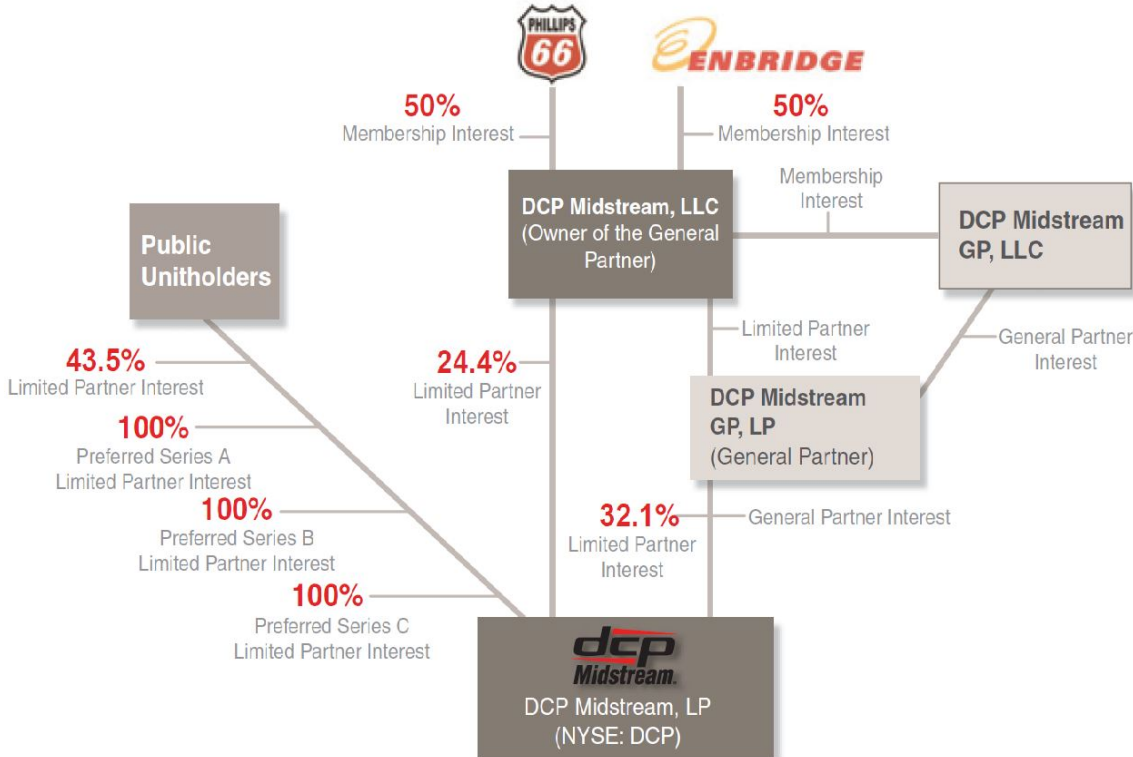 PHILLIPS
66
ENBRIDGE
50%
Membership Interest
50%
Membership Interest
Membership
Interest
DCP Midstream, LLC
(Owner of the General
Partner)
DCP Midstream
GP, LLC
Public
Unitholders
Limited Partner
Interest
General Partner
Interest
43.5%
Limited Partner Interest
24.4%
Limited Partner
Interest
DCP Midstream
GP, LP
(General Partner)
100%
Preferred Series A
Limited Partner Interest
100%
Preferred Series B
Limited Partner Interest
32.1%
Limited Partner
Interest
General Partner Interest
100%
Preferred Series C
Limited Partner Interest
dcp
Midstream.
DCP Midstream, LP
(NYSE: DCP)